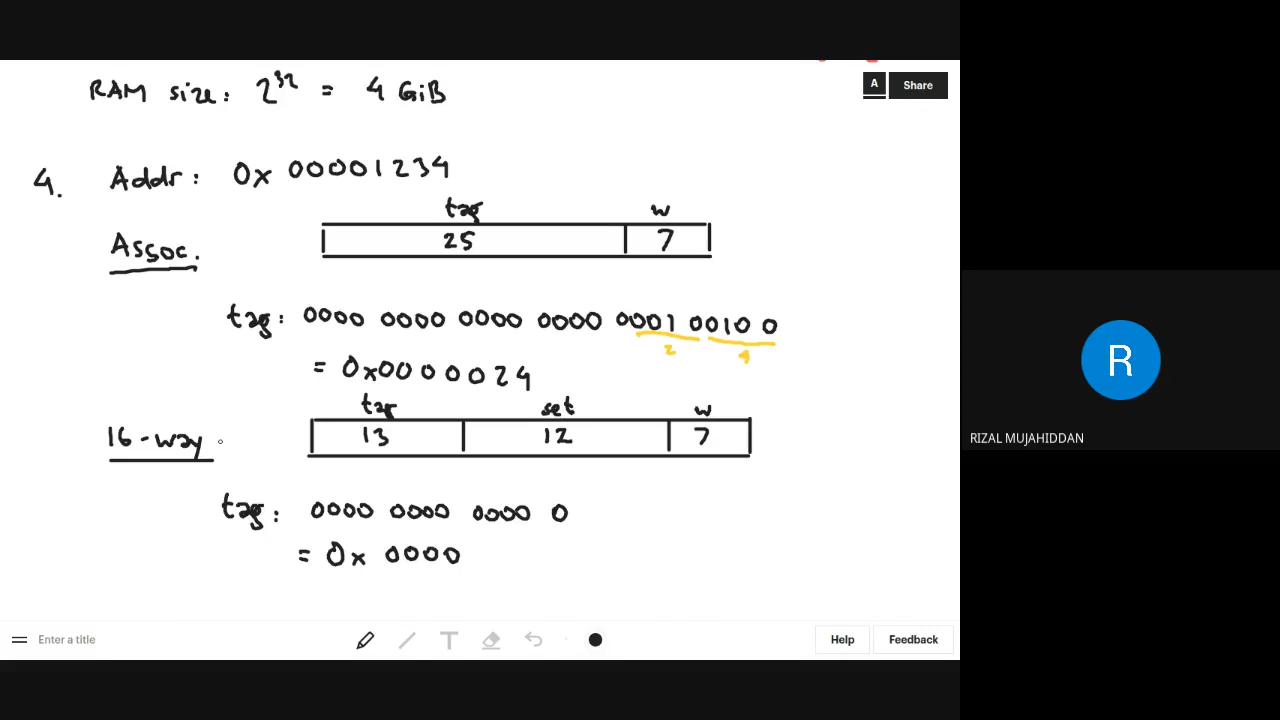 RAM size: 2^32 = 4 GiB
A Share
4. Addr: 0x 00001234
tag w
Assoc. 25 7
tag: 0000 0000 0000 0000 0001 0010 0
2 4
= 0x0000024
tag set w
16-way 13 12 7
tag: 0000 0000 0000 0
= 0x 0000
R
RIZAL MUJAHIDDAN
Enter a title T Help Feedback